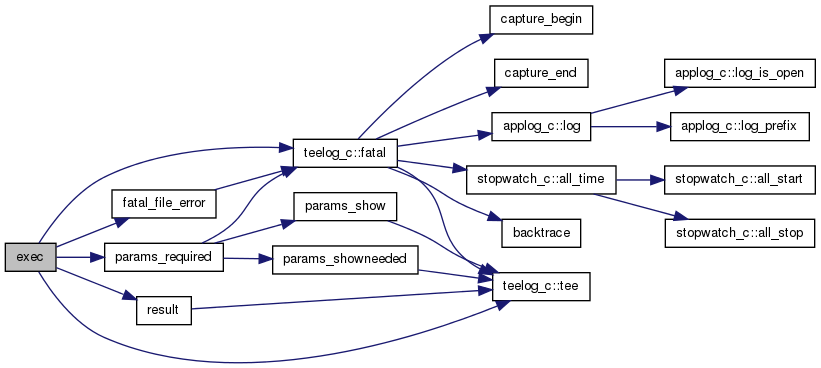 capture_begin
capture_end
applog_c::log_is_open
applog_c::log
applog_c::log_prefix
teelog_c::fatal
stopwatch_c::all_time
stopwatch_c::all_start
fatal_file_error
params_show
backtrace
stopwatch_c::all_stop
exec
params_required
params_showneeded
teelog_c::tee
result